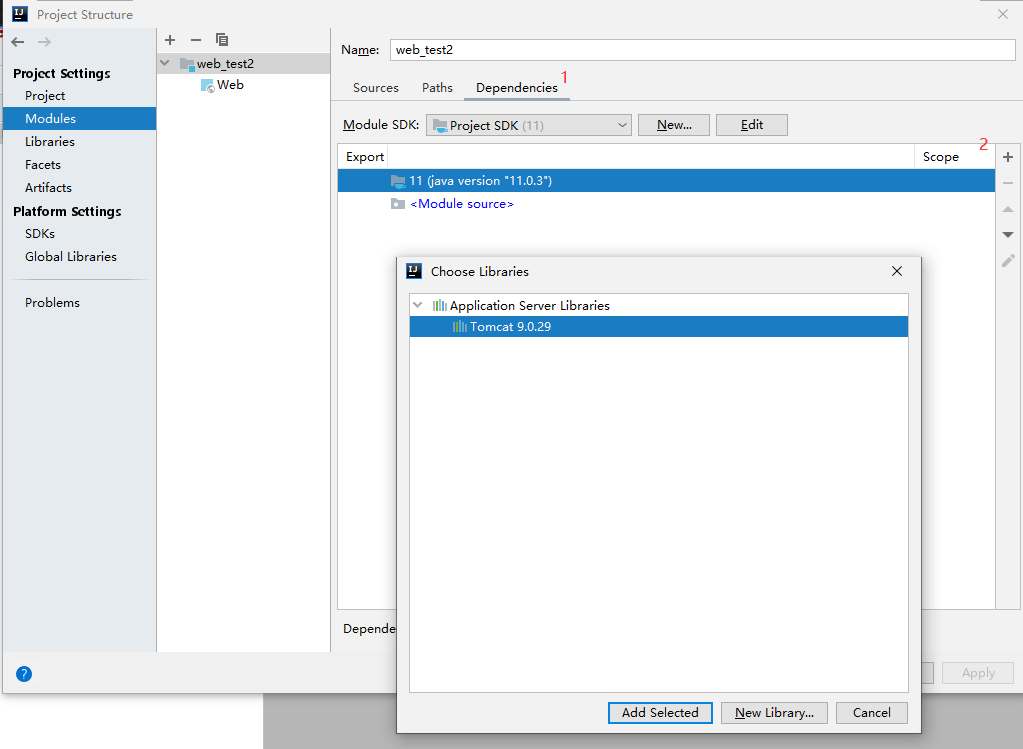 Project Structure
Project Settings
Project
Modules
Libraries
Facets
Artifacts
Platform Settings
SDKs
Global Libraries
Problems
?
web_test2
Web
Name: web_test2
Sources Paths Dependencies 1
Module SDK: Project SDK (11) New... Edit
2
Export Scope
11 (java version "11.0.3")
<Module source>
Depende
Apply
Choose Libraries
Application Server Libraries
Tomcat 9.0.29
Add Selected New Library... Cancel